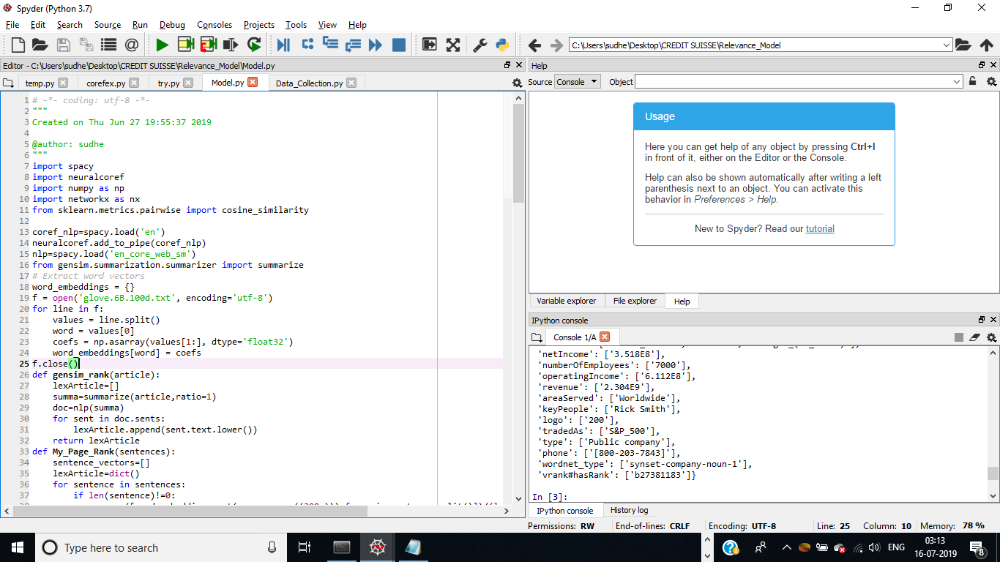 Spyder (Python 3.7)
File Edit Search Source Run Debug Consoles Projects Tools View Help
C:\Users\sudhe\Desktop\CREDIT SUISSE\Relevance_Model
Editor - C:\Users\sudhe\Desktop\CREDIT SUISSE\Relevance_Model\Model.py
temp.py corefex.py try.py Model.py Data_Collection.py
1 # -*- coding: utf-8 -*-
2 """
3 Created on Thu Jun 27 19:55:37 2019
4
5 @author: sudhe
6 """
7 import spacy
8 import neuralcoref
9 import numpy as np
10 import networkx as nx
11 from sklearn.metrics.pairwise import cosine_similarity
12
13 coref_nlp=spacy.load('en')
14 neuralcoref.add_to_pipe(coref_nlp)
15 nlp=spacy.load('en_core_web_sm')
16 from gensim.summarization.summarizer import summarize
17 # Extract word vectors
18 word_embeddings = {}
19 f = open('glove.6B.100d.txt', encoding='utf-8')
20 for line in f:
21     values = line.split()
22     word = values[0]
23     coefs = np.asarray(values[1:], dtype='float32')
24     word_embeddings[word] = coefs
25 f.close()
26 def gensim_rank(article):
27     lexArticle=[]
28     summa=summarize(article,ratio=1)
29     doc=nlp(summa)
30     for sent in doc.sents:
31         lexArticle.append(sent.text.lower())
32     return lexArticle
33 def My_Page_Rank(sentences):
34     sentence_vectors=[]
35     lexArticle=dict()
36     for sentence in sentences:
37         if len(sentence)!=0:
Help
Source Console Object
Usage
Here you can get help of any object by pressing Ctrl+I
in front of it, either on the Editor or the Console.
Help can also be shown automatically after writing a left
parenthesis next to an object. You can activate this
behavior in Preferences > Help.
New to Spyder? Read our tutorial
Variable explorer File explorer Help
IPython console
Console 1/A
'netIncome': ['3.518E8'],
'numberOfEmployees': ['7000'],
'operatingIncome': ['6.112E8'],
'revenue': ['2.304E9'],
'areaServed': ['Worldwide'],
'keyPeople': ['Rick Smith'],
'logo': ['200'],
'tradedAs': ['S&P_500'],
'type': ['Public company'],
'phone': ['[800-203-7843]'],
'wordnet_type': ['synset-company-noun-1'],
'vrank#hasRank': ['b27381183']}
In [3]:
IPython console History log
Permissions: RW End-of-lines: CRLF Encoding: UTF-8 Line: 25 Column: 10 Memory: 78 %
Type here to search
ENG
03:13
16-07-2019
8